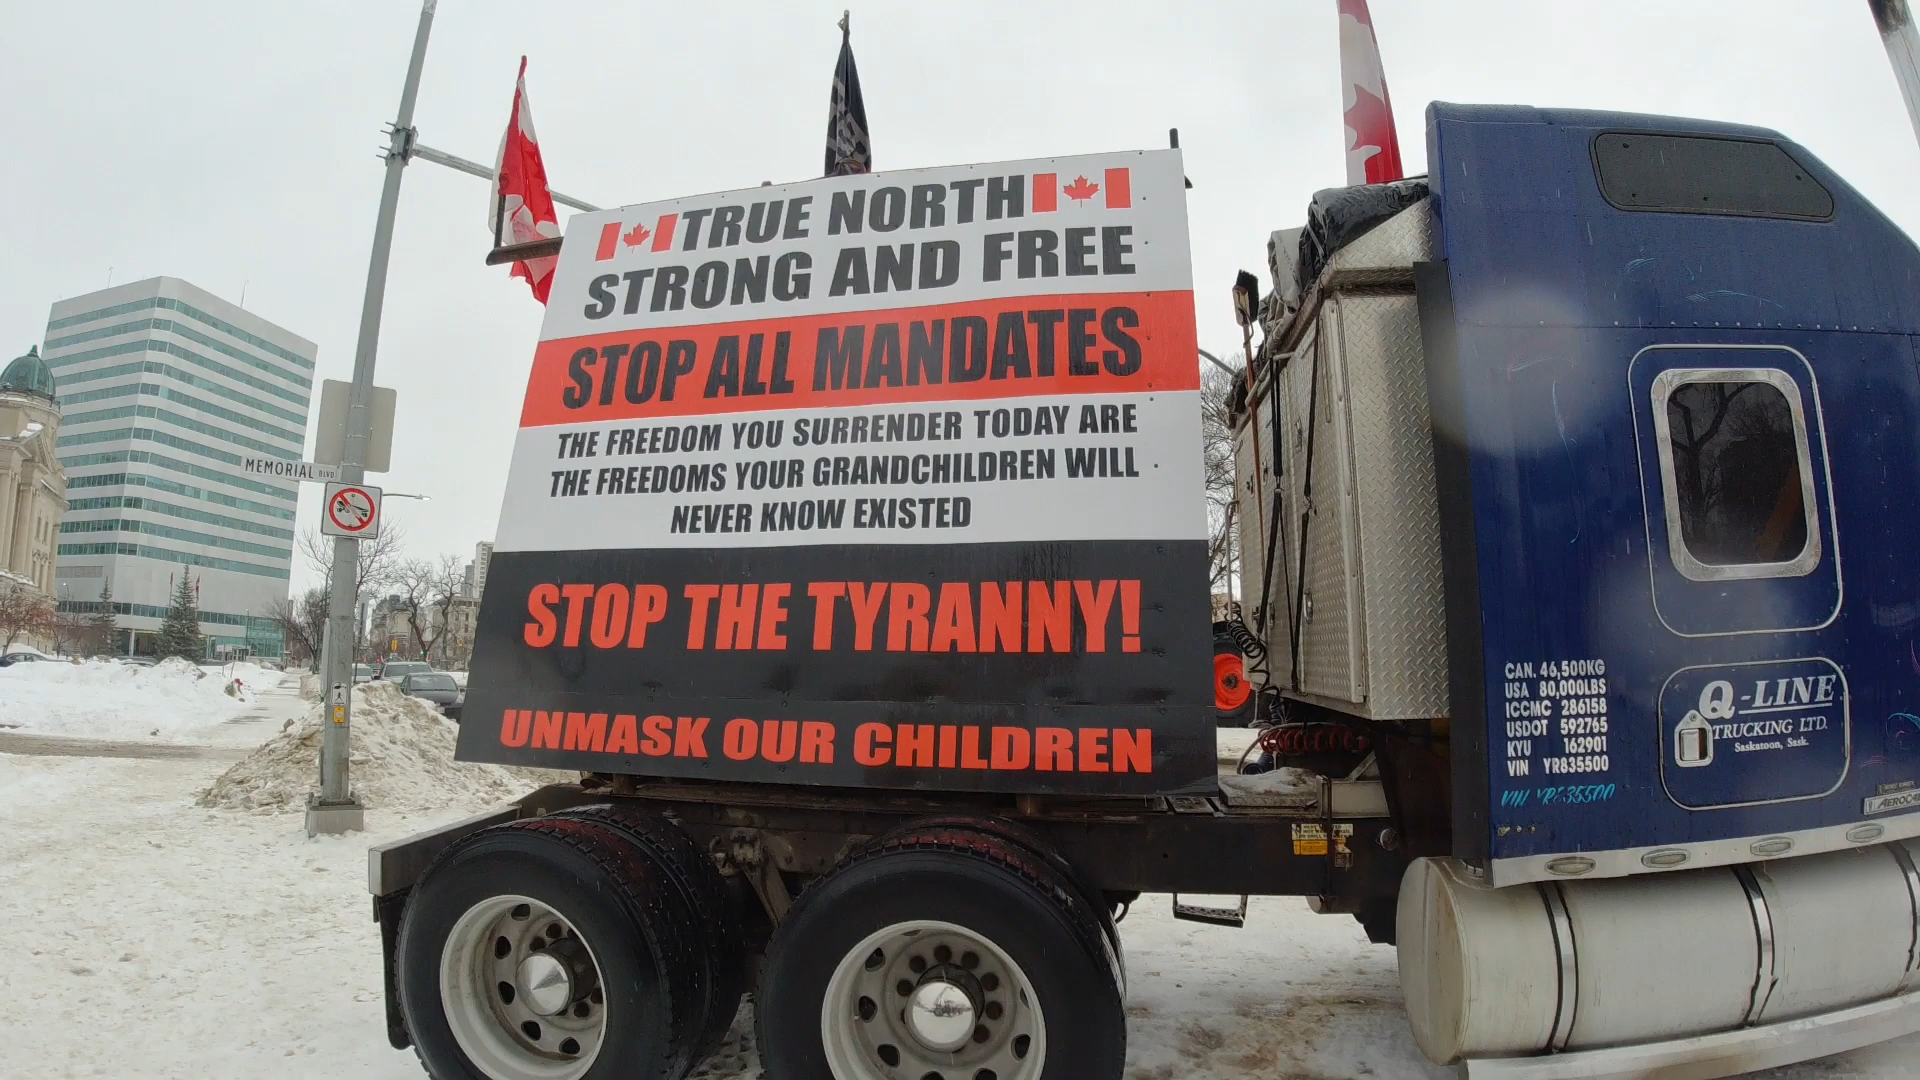 TRUE NORTH
STRONG AND FREE
STOP ALL MANDATES
THE FREEDOM YOU SURRENDER TODAY ARE
THE FREEDOMS YOUR GRANDCHILDREN WILL
NEVER KNOW EXISTED
STOP THE TYRANNY!
UNMASK OUR CHILDREN
MEMORIAL BLVD
CAN. 46,500KG
USA 80,000LBS
ICCMC 286158
USDOT 592765
KYU 162901
VIN YR835500
VIN YR835500
Q-LINE
TRUCKING LTD.
Saskatoon, Sask.